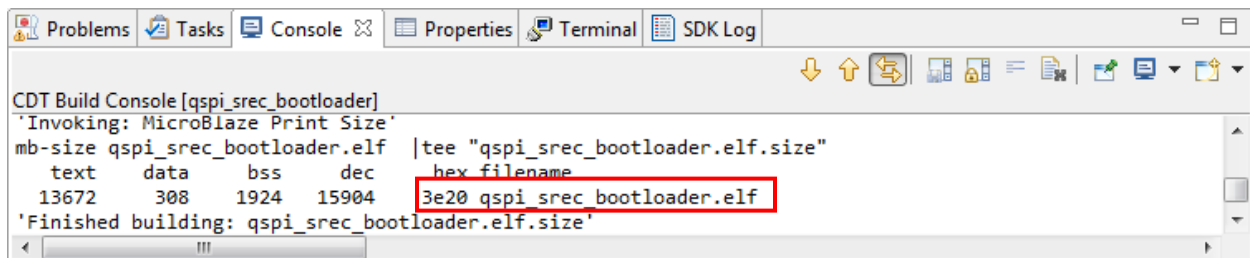 Problems Tasks Console Properties Terminal SDK Log
CDT Build Console [qspi_srec_bootloader]
'Invoking: MicroBlaze Print Size'
mb-size qspi_srec_bootloader.elf  |tee "qspi_srec_bootloader.elf.size"
   text    data     bss     dec     hex filename
  13672     308    1924   15904    3e20 qspi_srec_bootloader.elf
'Finished building: qspi_srec_bootloader.elf.size'